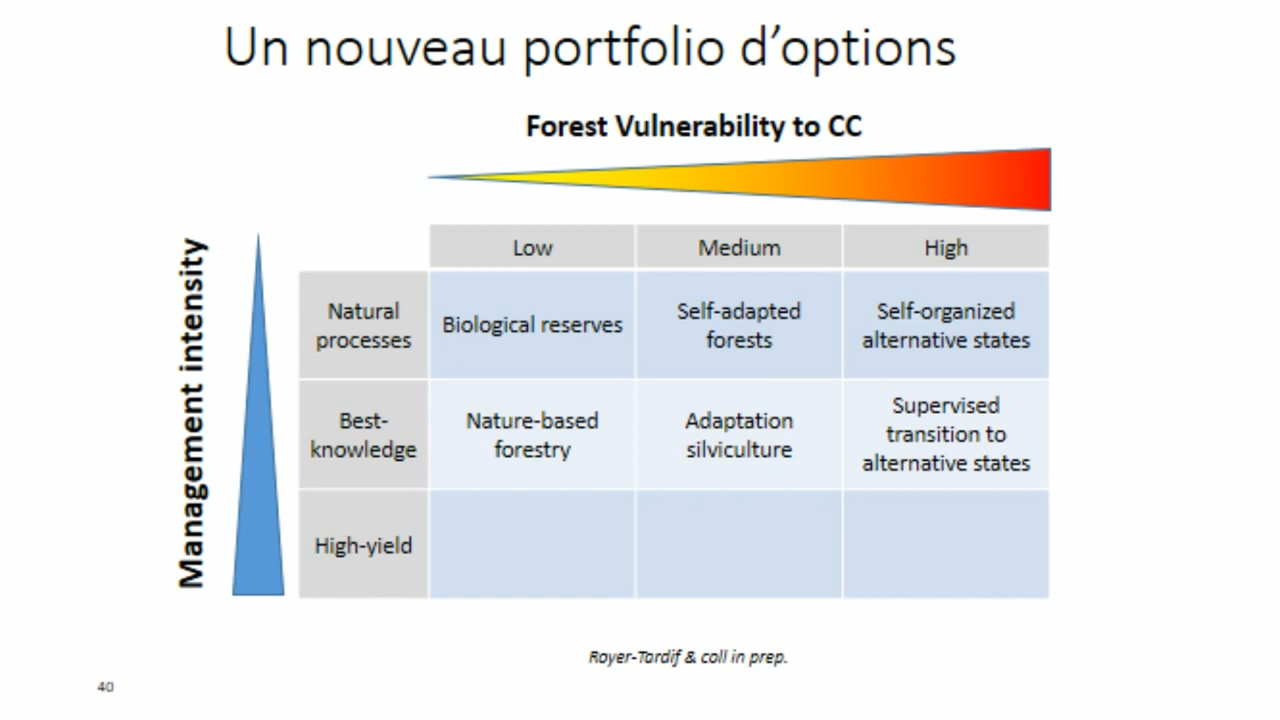 Un nouveau portfolio d’options
Forest Vulnerability to CC
Management intensity
Low
Medium
High
Natural
processes
Biological reserves
Self-adapted
forests
Self-organized
alternative states
Best-
knowledge
Nature-based
forestry
Adaptation
silviculture
Supervised
transition to
alternative states
High-yield
Royer-Tardif & coll in prep.
40